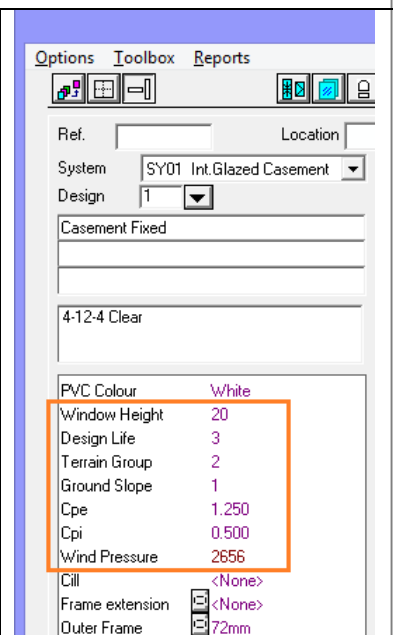 Options Toolbox Reports
Ref. Location
System SY01 Int.Glazed Casement
Design 1
Casement Fixed
4-12-4 Clear
PVC Colour White
Window Height 20
Design Life 3
Terrain Group 2
Ground Slope 1
Cpe 1.250
Cpi 0.500
Wind Pressure 2656
Cill <None>
Frame extension <None>
Outer Frame 72mm